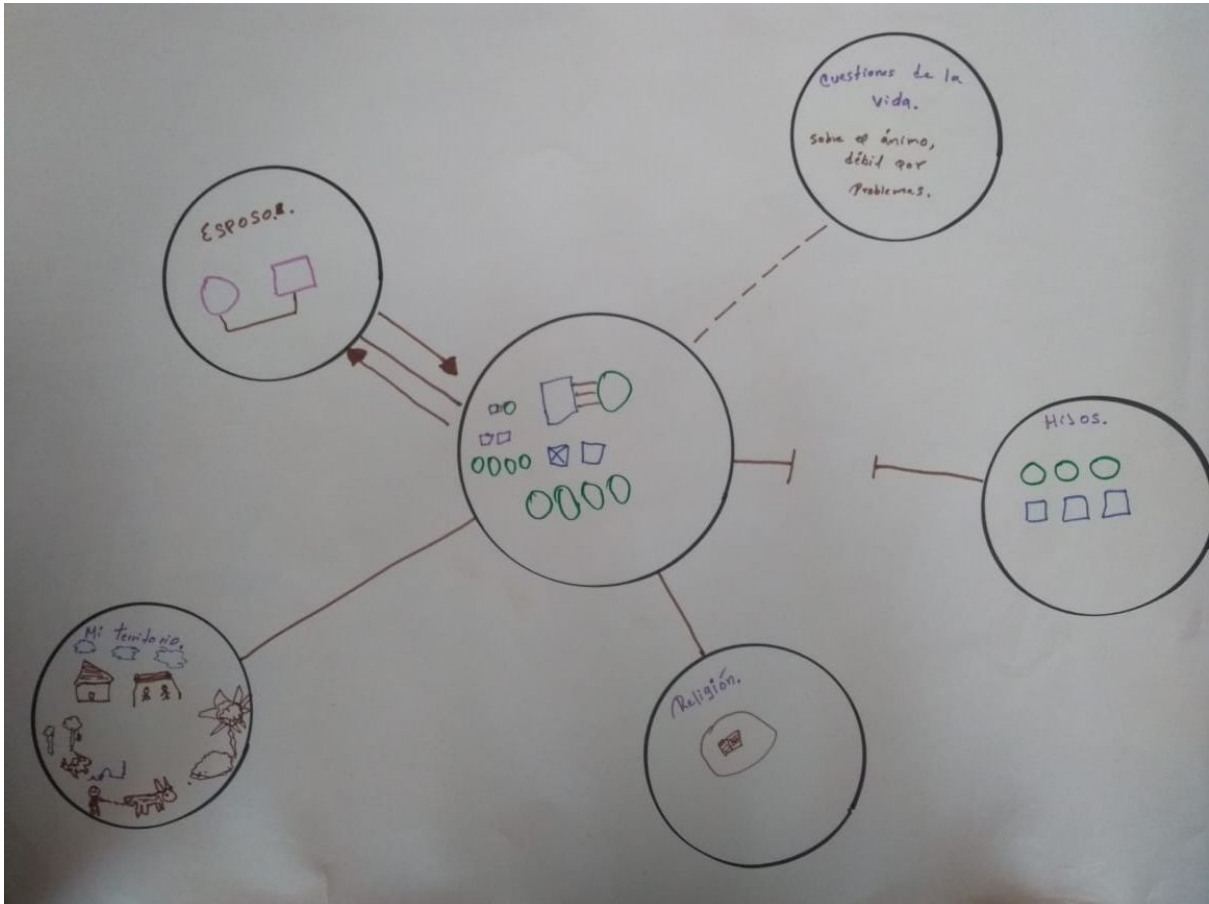 Cuestiones de la
vida.
sobre el ánimo,
débil por
Problemas.
ESPOSO.
HiJOS.
Mi territorio.
Religión.